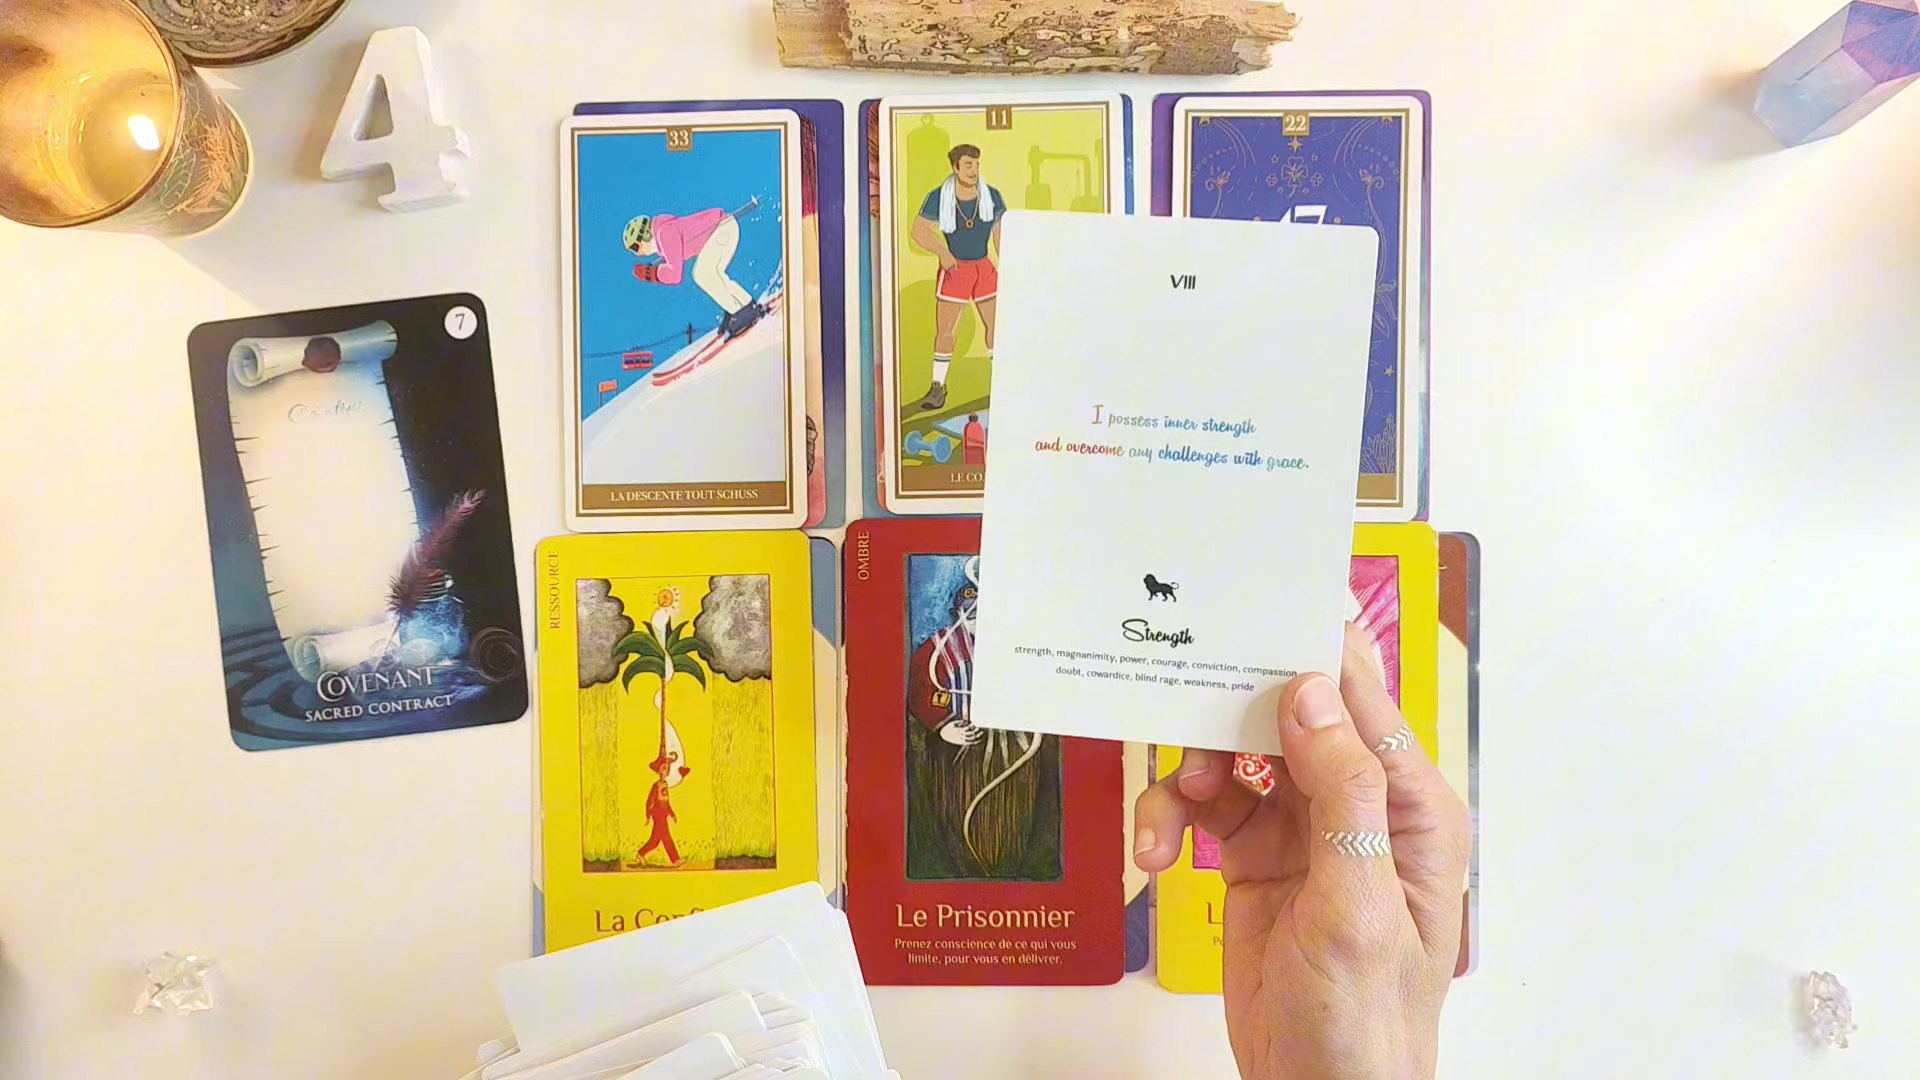 4
33
11
22
7
LA DESCENTE TOUT SCHUSS
LE CO
VIII
I possess inner strength
and overcome any challenges with grace.
Strength
strength, magnanimity, power, courage, conviction, compassion
doubt, cowardice, blind rage, weakness, pride
COVENANT
SACRED CONTRACT
RESSOURCE
OMBRE
La Conf
Le Prisonnier
Prenez conscience de ce qui vous
limite, pour vous en délivrer.
L